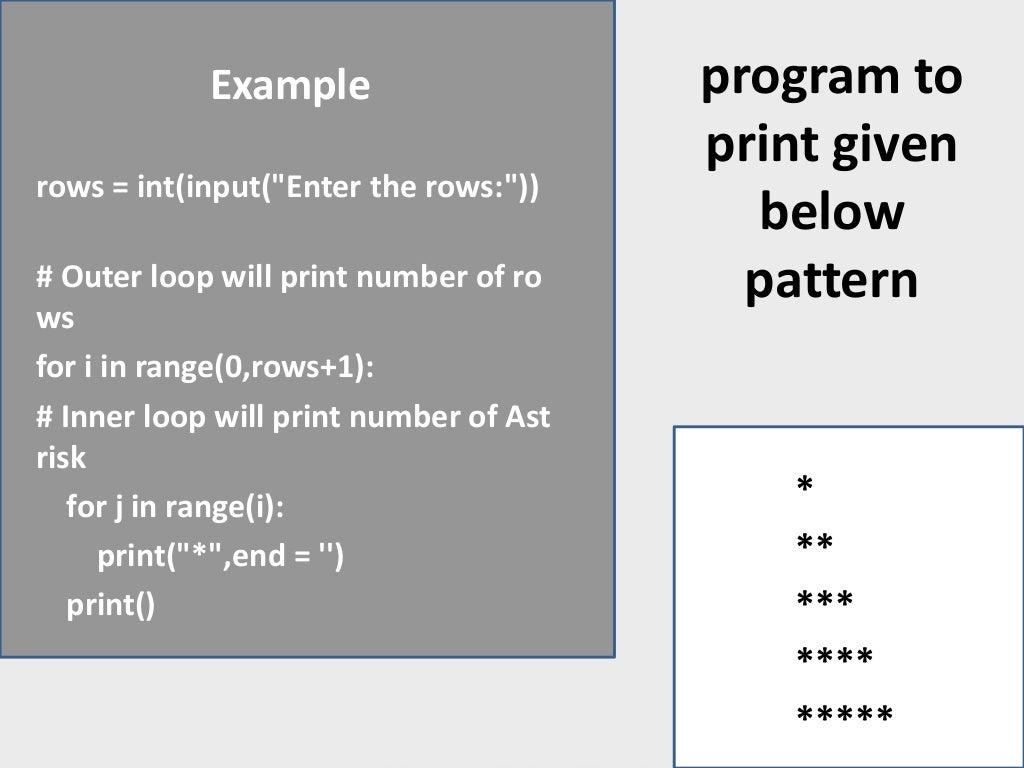 Example
rows = int(input("Enter the rows:"))
# Outer loop will print number of ro
ws
for i in range(0,rows+1):
# Inner loop will print number of Ast
risk
    for j in range(i):
        print("*",end = '')
    print()
program to
print given
below
pattern
*
**
***
****
*****